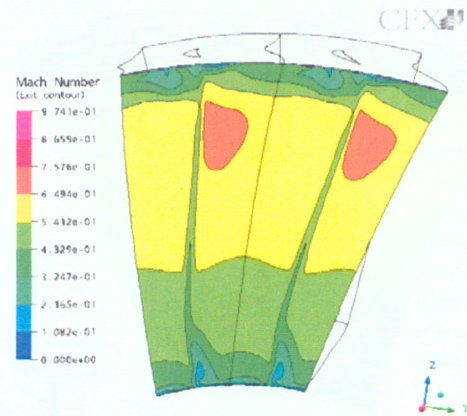 CFX
Mach Number
(Exit contour)
9.741e-01
8.659e-01
7.576e-01
6.494e-01
5.412e-01
4.329e-01
3.247e-01
2.165e-01
1.082e-01
0.000e+00
Z
Y